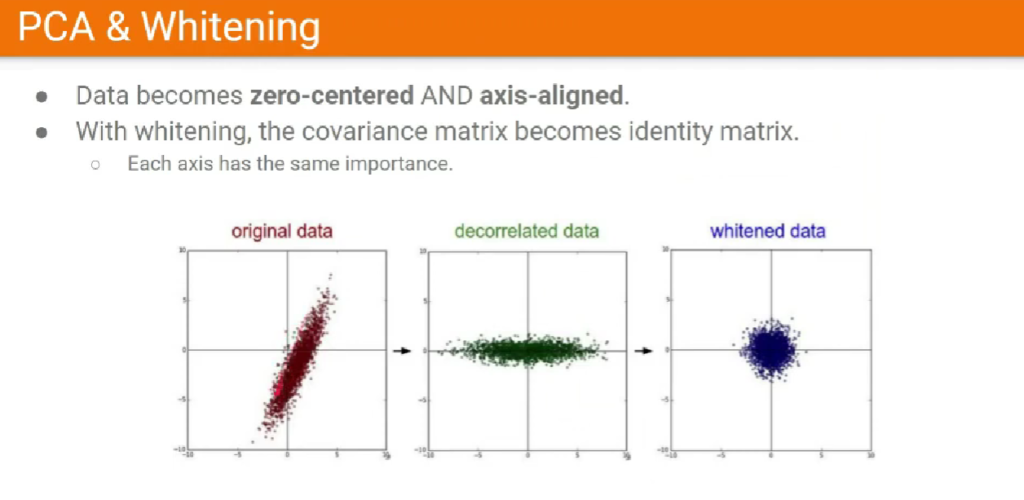 PCA & Whitening
● Data becomes zero-centered AND axis-aligned.
● With whitening, the covariance matrix becomes identity matrix.
○ Each axis has the same importance.
original data
decorrelated data
whitened data
10
5
0
-5
-10
-10 -5 0 5
10
5
0
-5
-10
-10 -5 0 5
10
5
0
-5
-10
-10 -5 0 5 10